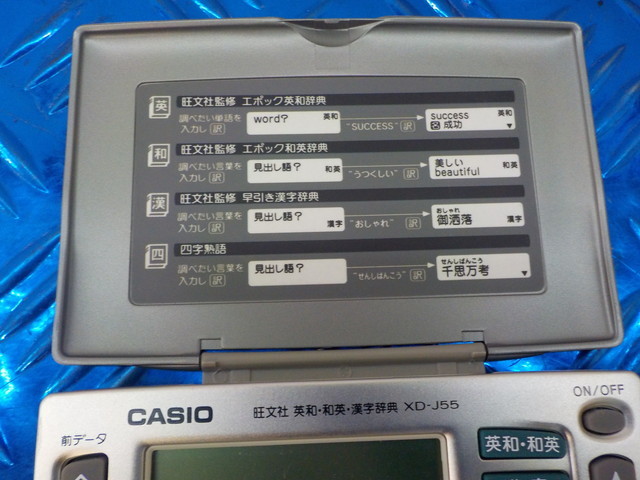 英 旺文社監修 エポック英和辞典
調べたい単語を word? 英和 success 英和
入力し 訳 "SUCCESS" 訳 図 成功 ▼
和 旺文社監修 エポック和英辞典
調べたい言葉を 見出し語? 和英 美しい 和英
入力し 訳 "うつくしい" 訳 beautiful
漢 旺文社監修 早引き漢字辞典
調べたい言葉を 見出し語? 漢字 おしゃれ
入力し 訳 "おしゃれ" 訳 御洒落 漢字
四 四字熟語
調べたい言葉を 見出し語? せんしばんこう
入力し 訳 "せんしばんこう" 訳 千思万考 ▼
CASIO 旺文社 英和・和英・漢字辞典 XD-J55
ON/OFF
前データ
英和・和英